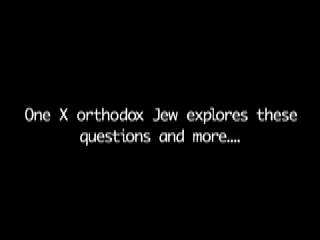 One X orthodox Jew explores these
questions and more....